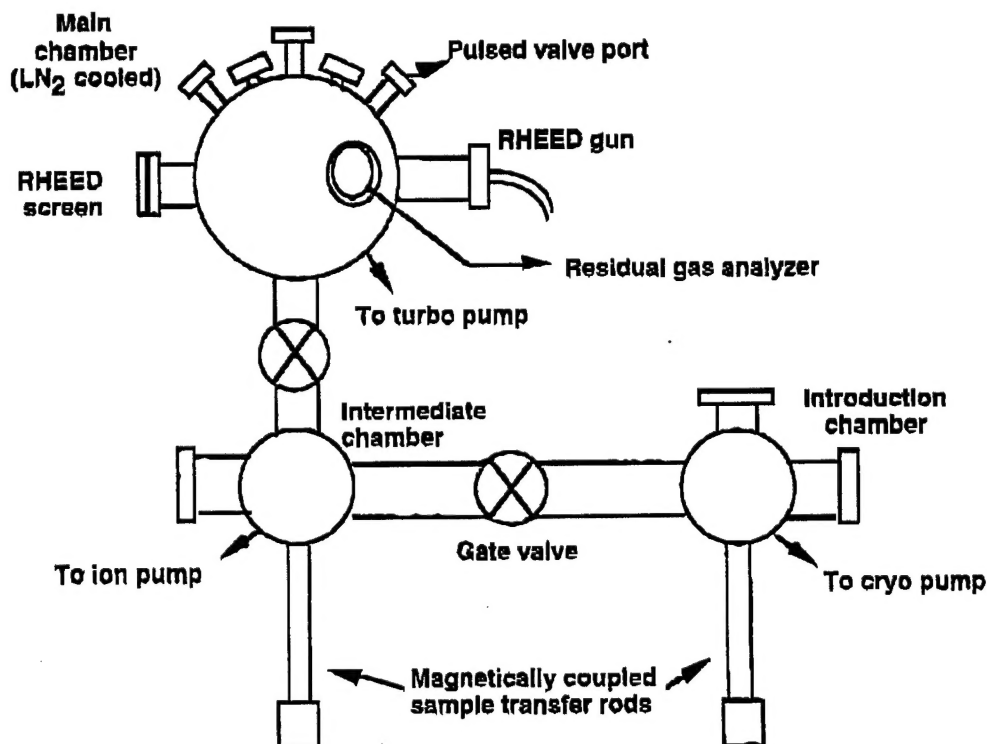 Main
chamber
(LN2 cooled)
Pulsed valve port
RHEED gun
RHEED
screen
Residual gas analyzer
To turbo pump
Intermediate
chamber
Introduction
chamber
Gate valve
To ion pump
To cryo pump
Magnetically coupled
sample transfer rods